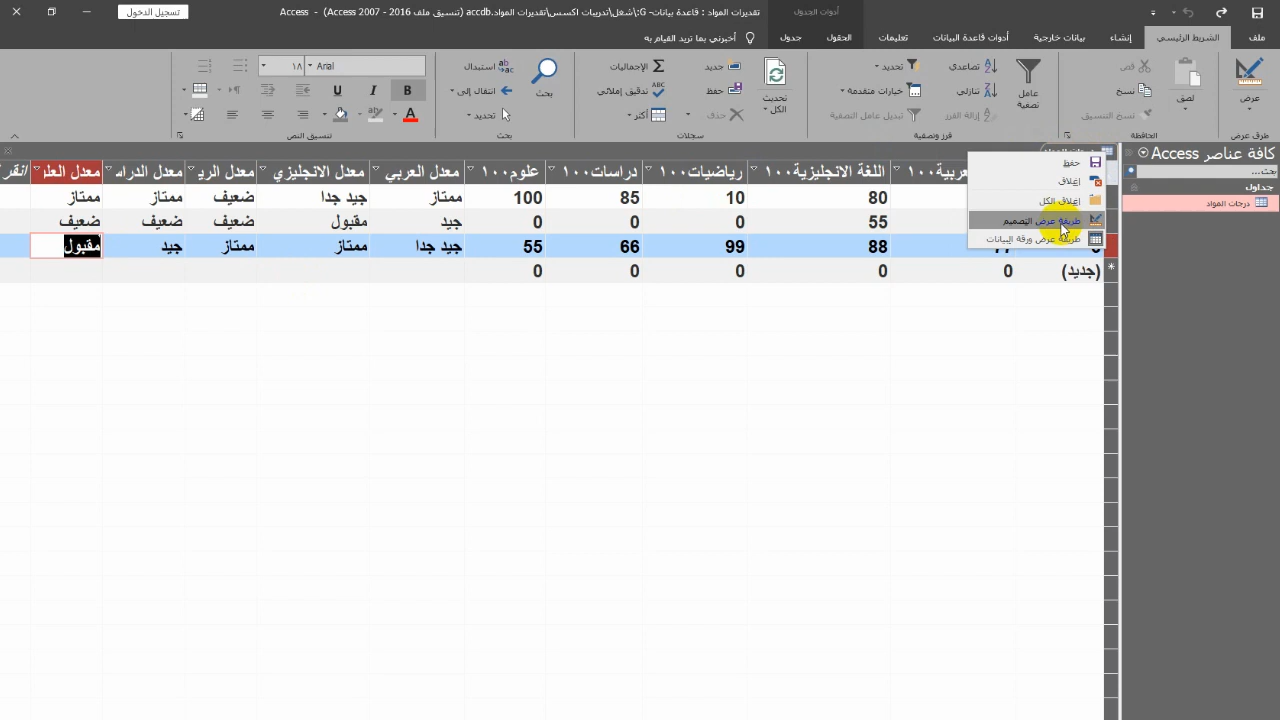 تقديرات المواد : قاعدة بيانات- G:\شغل\تدريبات اكسس\تقديرات المواد.accdb (تنسيق ملف Access 2007 - 2016) - Access
أدوات الجدول
تسجيل الدخول
ملف
الشريط الرئيسي
إنشاء
بيانات خارجية
أدوات قاعدة البيانات
تعليمات
الحقول
جدول
أخبرني بما تريد القيام به
عرض
طرق عرض
لصق
قص
نسخ
نسخ التنسيق
الحافظة
عامل تصفية
تصاعدي
تنازلي
إزالة الفرز
تحديد
خيارات متقدمة
تبديل عامل التصفية
فرز وتصفية
تحديث الكل
جديد
حفظ
حذف
الإجماليات
تدقيق إملائي
أكثر
سجلات
بحث
استبدال
انتقال إلى
تحديد
بحث
Arial
١٨
تنسيق النص
كافة عناصر Access
بحث...
جداول
درجات المواد
حفظ
إغلاق
إغلاق الكل
طريقة عرض التصميم
طريقة عرض ورقة البيانات
اللغة الانجليزية١٠٠ رياضيات١٠٠ دراسات١٠٠ علوم١٠٠ معدل العربي معدل الانجليزي معدل الريـ معدل الدراس معدل العلو
80 10 85 100 ممتاز جيد جدا ضعيف ممتاز ممتاز
55 0 0 0 جيد مقبول ضعيف ضعيف ضعيف
88 99 66 55 جيد جدا ممتاز ممتاز جيد مقبول
(جديد) 0 0 0 0 0